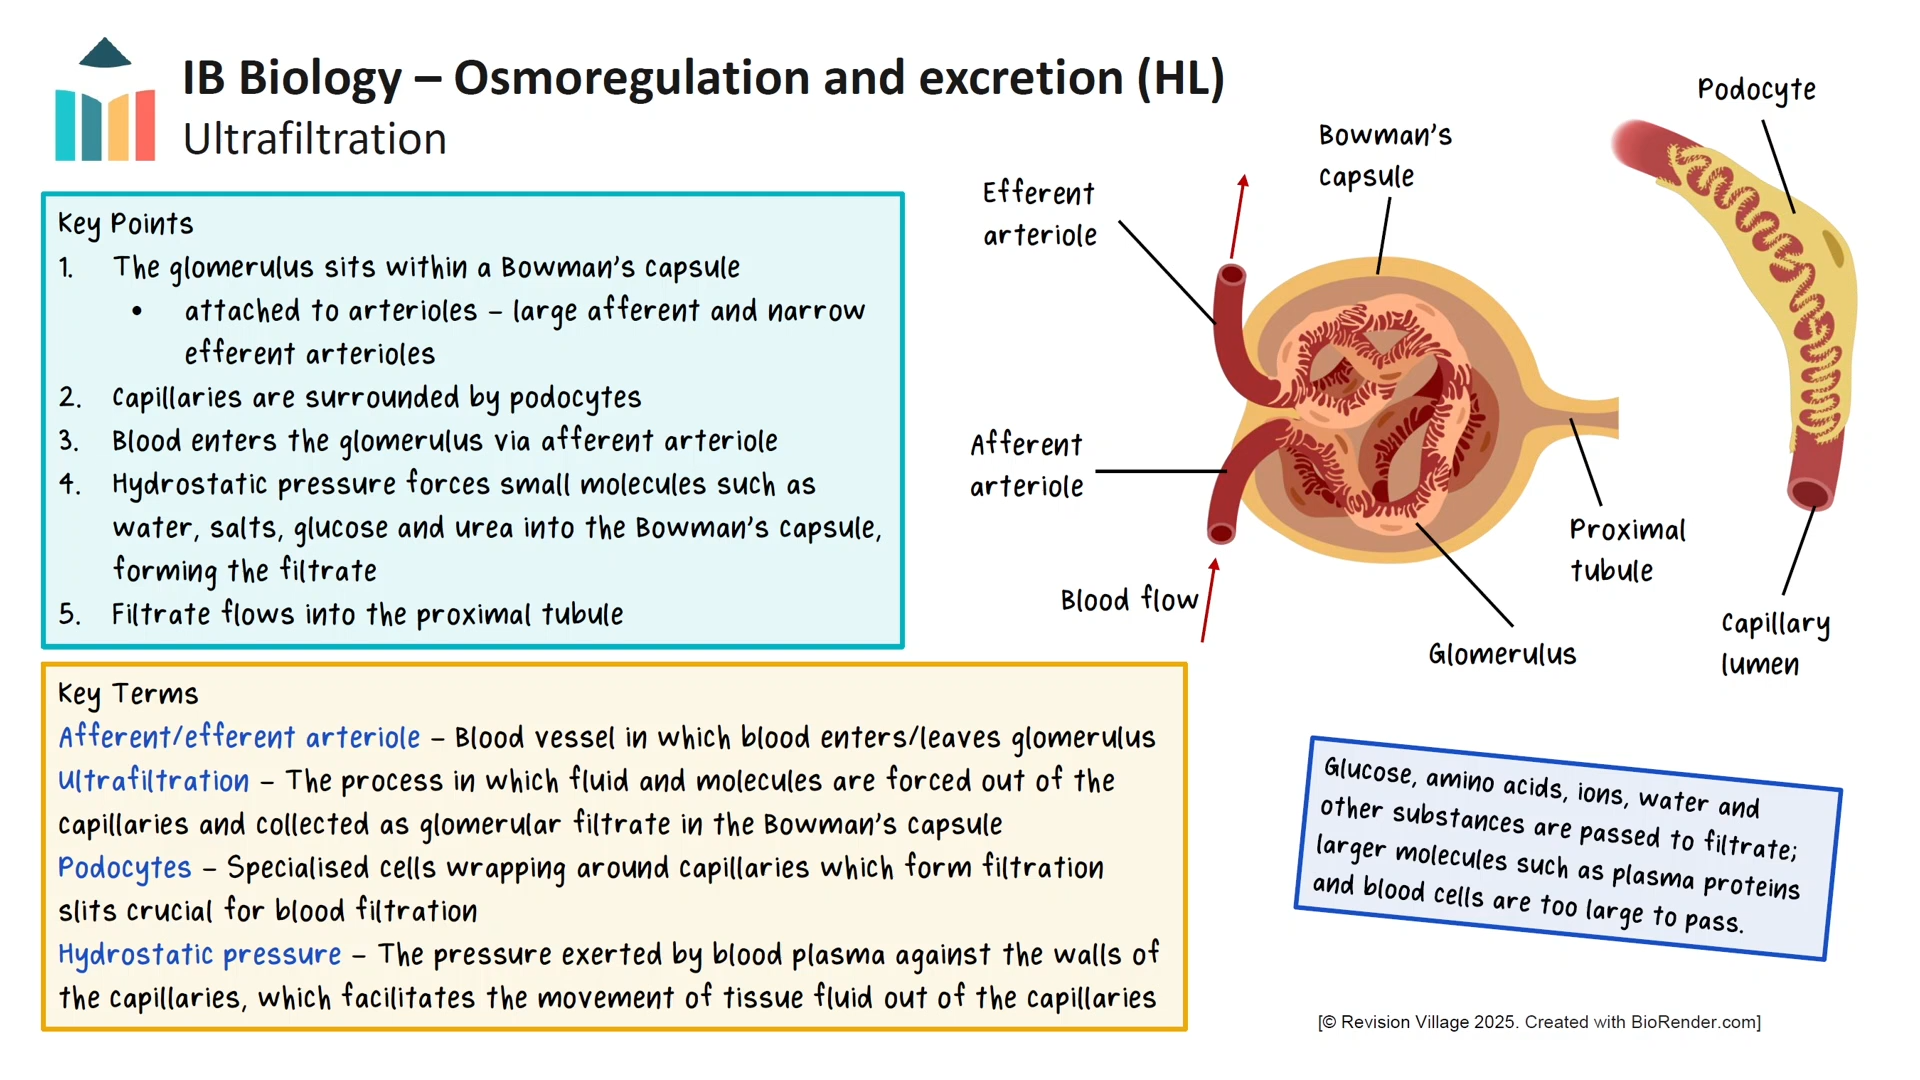 IB Biology – Osmoregulation and excretion (HL)
Ultrafiltration
Key Points
1. The glomerulus sits within a Bowman's capsule
• attached to arterioles – large afferent and narrow
efferent arterioles
2. Capillaries are surrounded by podocytes
3. Blood enters the glomerulus via afferent arteriole
4. Hydrostatic pressure forces small molecules such as
water, salts, glucose and urea into the Bowman's capsule,
forming the filtrate
5. Filtrate flows into the proximal tubule
Key Terms
Afferent/efferent arteriole – Blood vessel in which blood enters/leaves glomerulus
Ultrafiltration – The process in which fluid and molecules are forced out of the
capillaries and collected as glomerular filtrate in the Bowman's capsule
Podocytes – Specialised cells wrapping around capillaries which form filtration
slits crucial for blood filtration
Hydrostatic pressure – The pressure exerted by blood plasma against the walls of
the capillaries, which facilitates the movement of tissue fluid out of the capillaries
Efferent
arteriole
Bowman's
capsule
Podocyte
Afferent
arteriole
Blood flow
Glomerulus
Proximal
tubule
Capillary
lumen
Glucose, amino acids, ions, water and
other substances are passed to filtrate;
larger molecules such as plasma proteins
and blood cells are too large to pass.
[© Revision Village 2025. Created with BioRender.com]